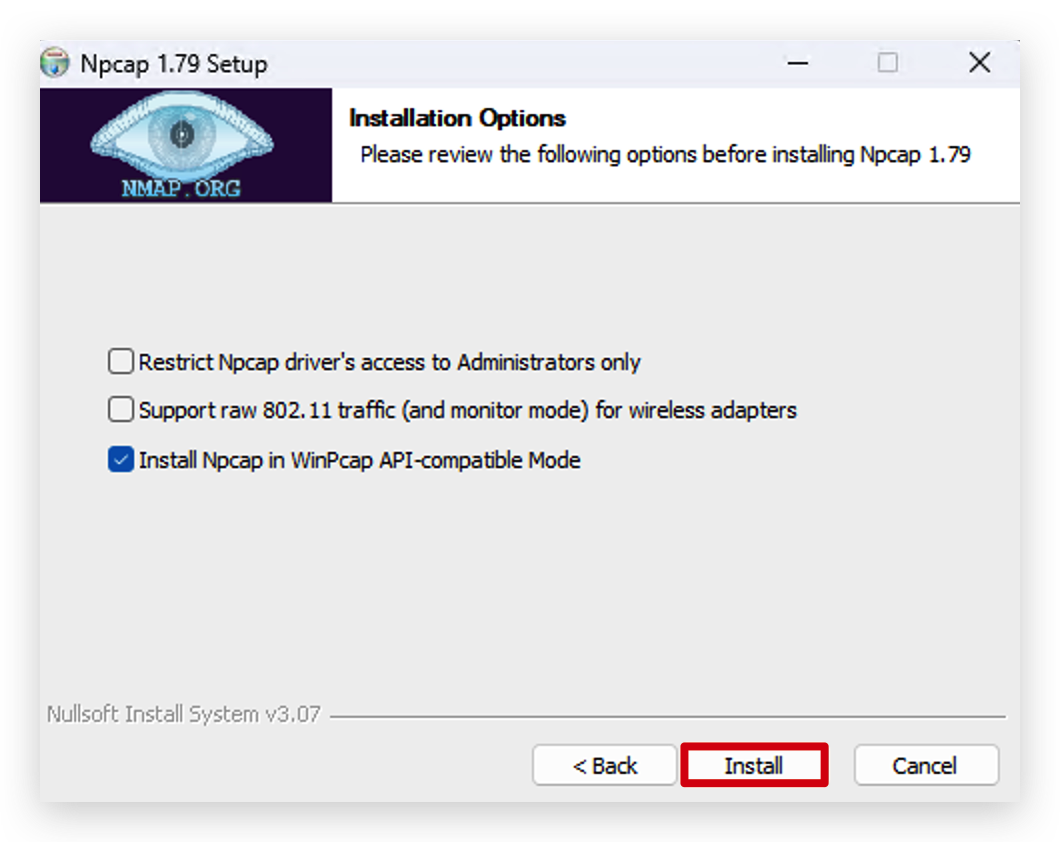 Npcap 1.79 Setup
NMAP.ORG
Installation Options
Please review the following options before installing Npcap 1.79
Restrict Npcap driver's access to Administrators only
Support raw 802.11 traffic (and monitor mode) for wireless adapters
Install Npcap in WinPcap API-compatible Mode
Nullsoft Install System v3.07
< Back
Install
Cancel